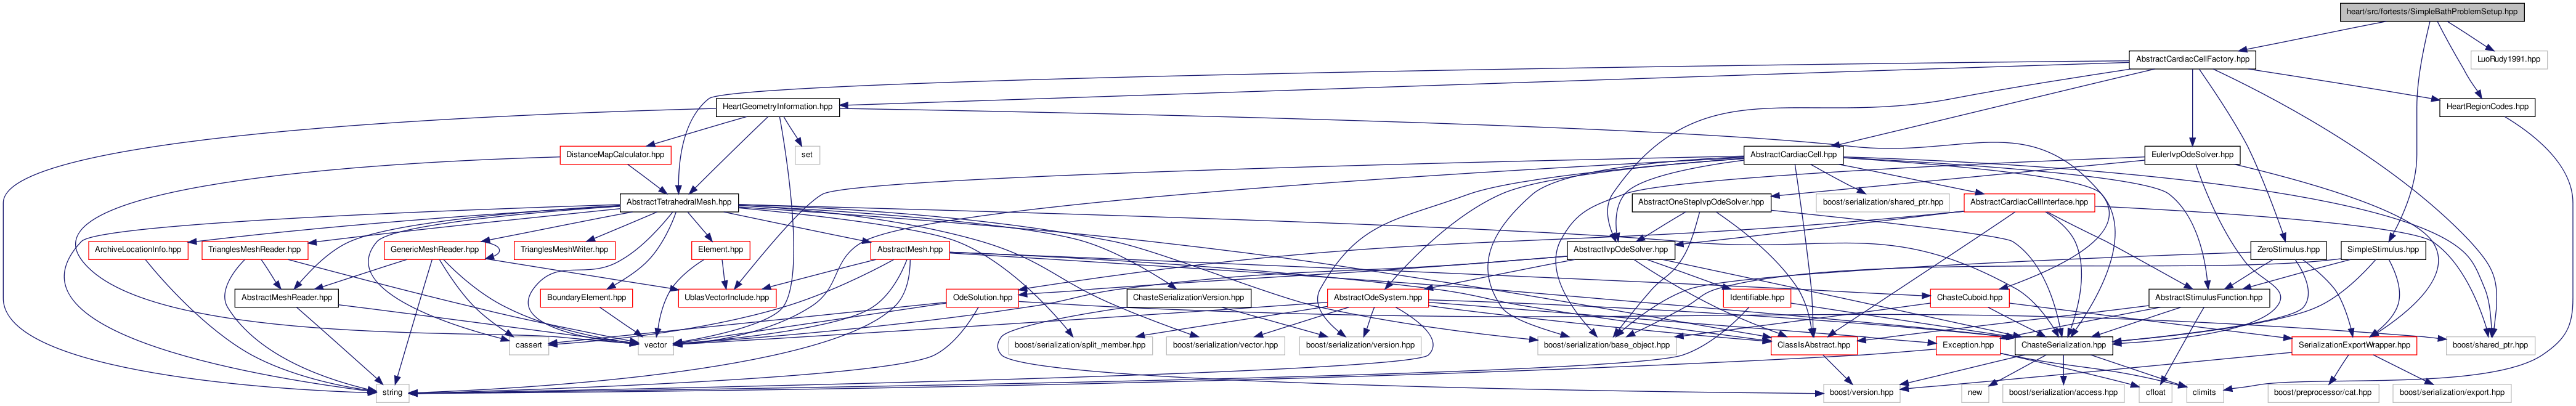 heart/src/fortests/SimpleBathProblemSetup.hpp
AbstractCardiacCellFactory.hpp
LuoRudy1991.hpp
HeartGeometryInformation.hpp
HeartRegionCodes.hpp
DistanceMapCalculator.hpp
set
AbstractCardiacCell.hpp
EulerIvpOdeSolver.hpp
AbstractTetrahedralMesh.hpp
AbstractOneStepIvpOdeSolver.hpp
boost/serialization/shared_ptr.hpp
AbstractCardiacCellInterface.hpp
ArchiveLocationInfo.hpp
TrianglesMeshReader.hpp
GenericMeshReader.hpp
TrianglesMeshWriter.hpp
Element.hpp
AbstractMesh.hpp
AbstractIvpOdeSolver.hpp
ZeroStimulus.hpp
SimpleStimulus.hpp
AbstractMeshReader.hpp
BoundaryElement.hpp
UblasVectorInclude.hpp
OdeSolution.hpp
ChasteSerializationVersion.hpp
AbstractOdeSystem.hpp
Identifiable.hpp
ChasteCuboid.hpp
AbstractStimulusFunction.hpp
cassert
vector
boost/serialization/split_member.hpp
boost/serialization/vector.hpp
boost/serialization/version.hpp
boost/serialization/base_object.hpp
ClassIsAbstract.hpp
Exception.hpp
ChasteSerialization.hpp
SerializationExportWrapper.hpp
boost/shared_ptr.hpp
string
boost/version.hpp
new
boost/serialization/access.hpp
cfloat
climits
boost/preprocessor/cat.hpp
boost/serialization/export.hpp